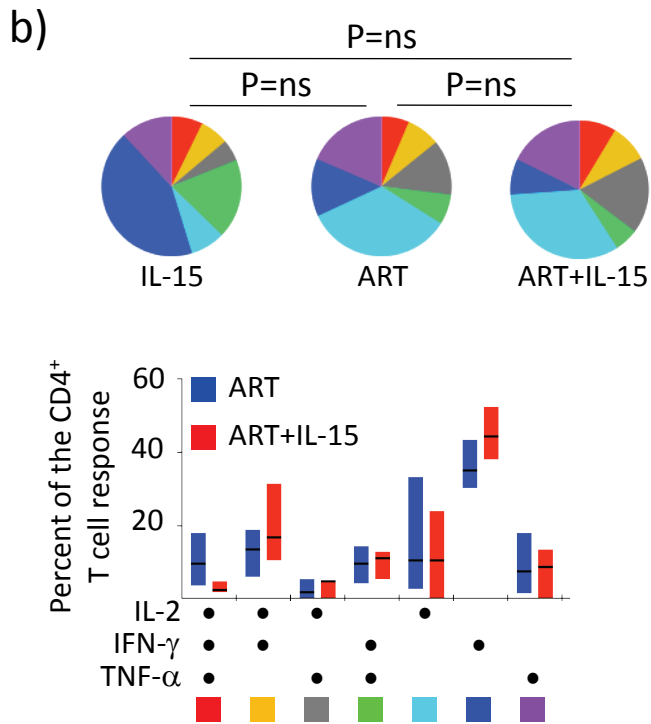 b)
P=ns
P=ns P=ns
IL-15 ART ART+IL-15
Percent of the CD4+
T cell response
60
40
20
ART
ART+IL-15
IL-2
IFN-γ
TNF-α